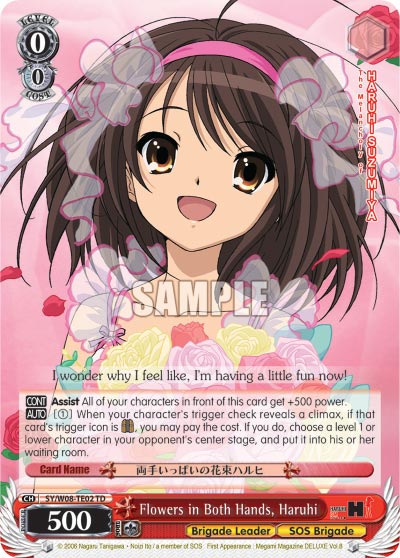 LEVEL
0
0
COST
The Melancholy of
HARUHI SUZUMIYA
SAMPLE
I wonder why I feel like, I'm having a little fun now!
CONT Assist All of your characters in front of this card get +500 power.
AUTO [①] When your character's trigger check reveals a climax, if that
card's trigger icon is , you may pay the cost. If you do, choose a level 1 or
lower character in your opponent's center stage, and put it into his or her
waiting room.
Card Name 両手いっぱいの花束ハルヒ
CH SY/W08-TE02 TD
500
Flowers in Both Hands, Haruhi
Brigade Leader SOS Brigade
© 2006 Nagaru Tanigawa・Noizi Ito / a member of SOS First Appearance : Megami Magazine DELUXE Vol.8